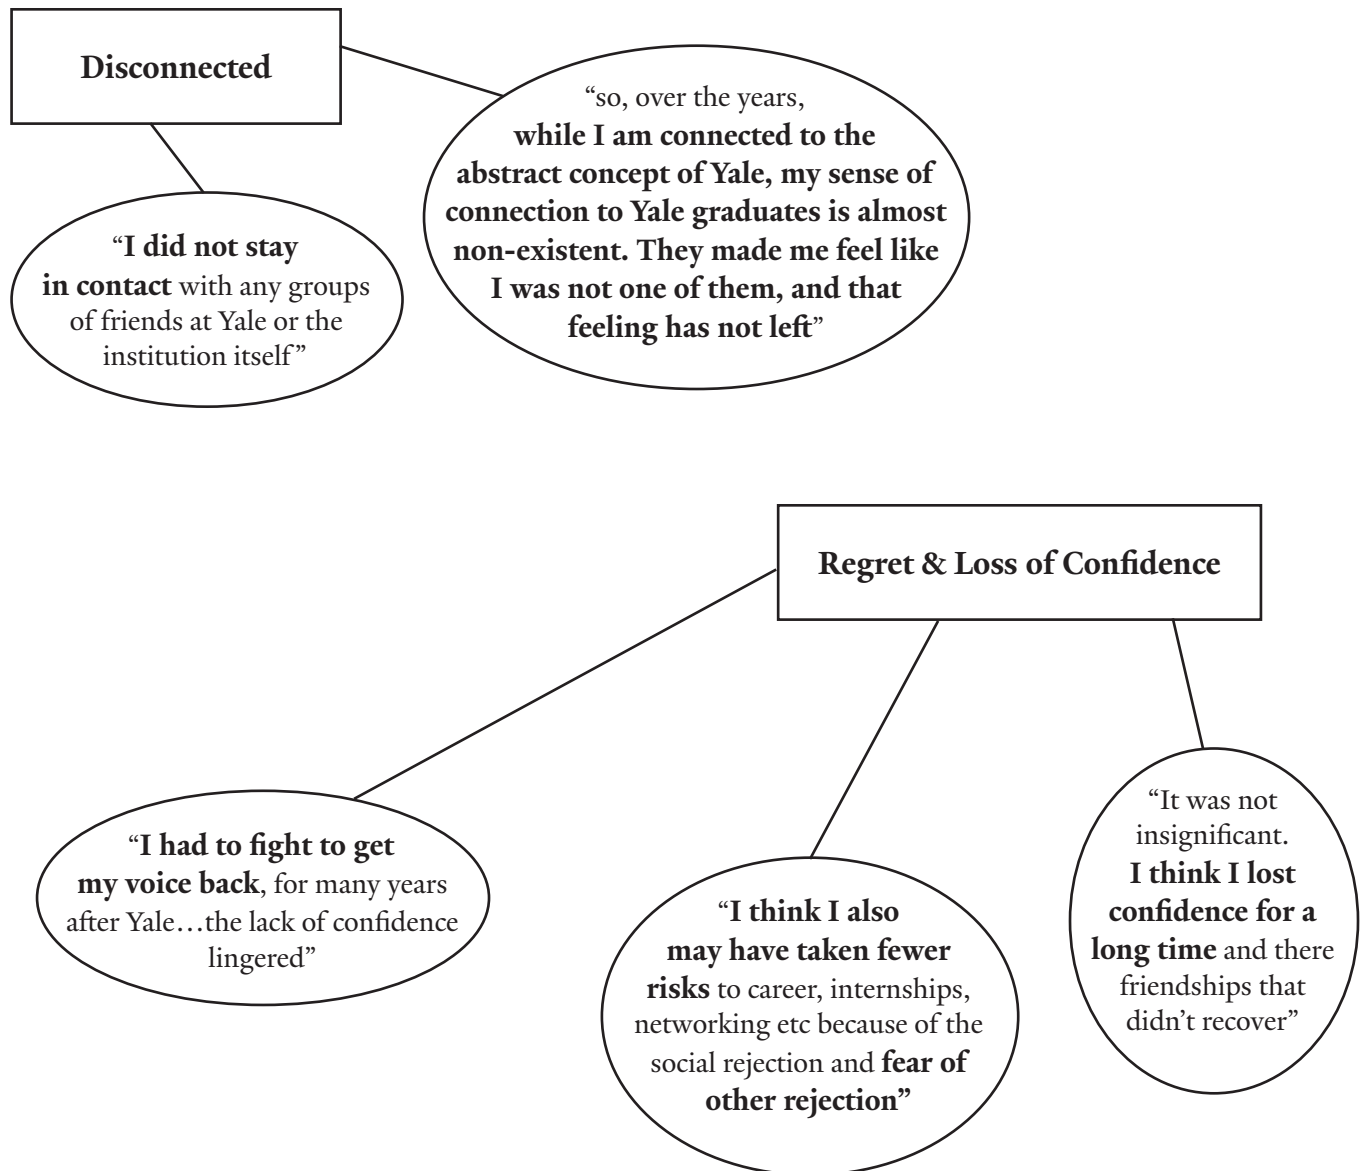 Disconnected
“so, over the years,
while I am connected to the
abstract concept of Yale, my sense of
connection to Yale graduates is almost
non-existent. They made me feel like
I was not one of them, and that
feeling has not left”
“I did not stay
in contact with any groups
of friends at Yale or the
institution itself”
Regret & Loss of Confidence
“I had to fight to get
my voice back, for many years
after Yale…the lack of confidence
lingered”
“I think I also
may have taken fewer
risks to career, internships,
networking etc because of the
social rejection and fear of
other rejection”
“It was not
insignificant.
I think I lost
confidence for a
long time and there
friendships that
didn’t recover”